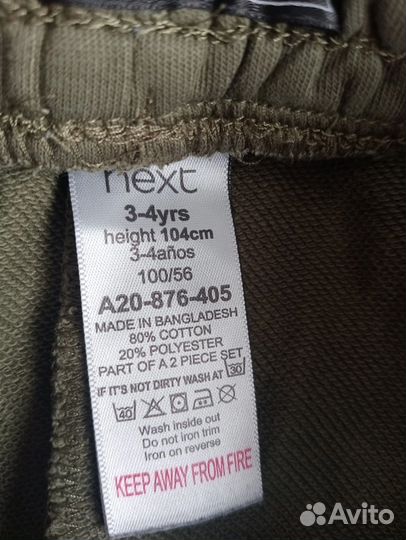 next
3-4yrs
height 104cm
3-4años
100/56
A20-876-405
MADE IN BANGLADESH
80% COTTON
20% POLYESTER
PART OF A 2 PIECE SET
IF IT'S NOT DIRTY WASH AT 30
40
Wash inside out
Do not iron trim
Iron on reverse
KEEP AWAY FROM FIRE
Avito